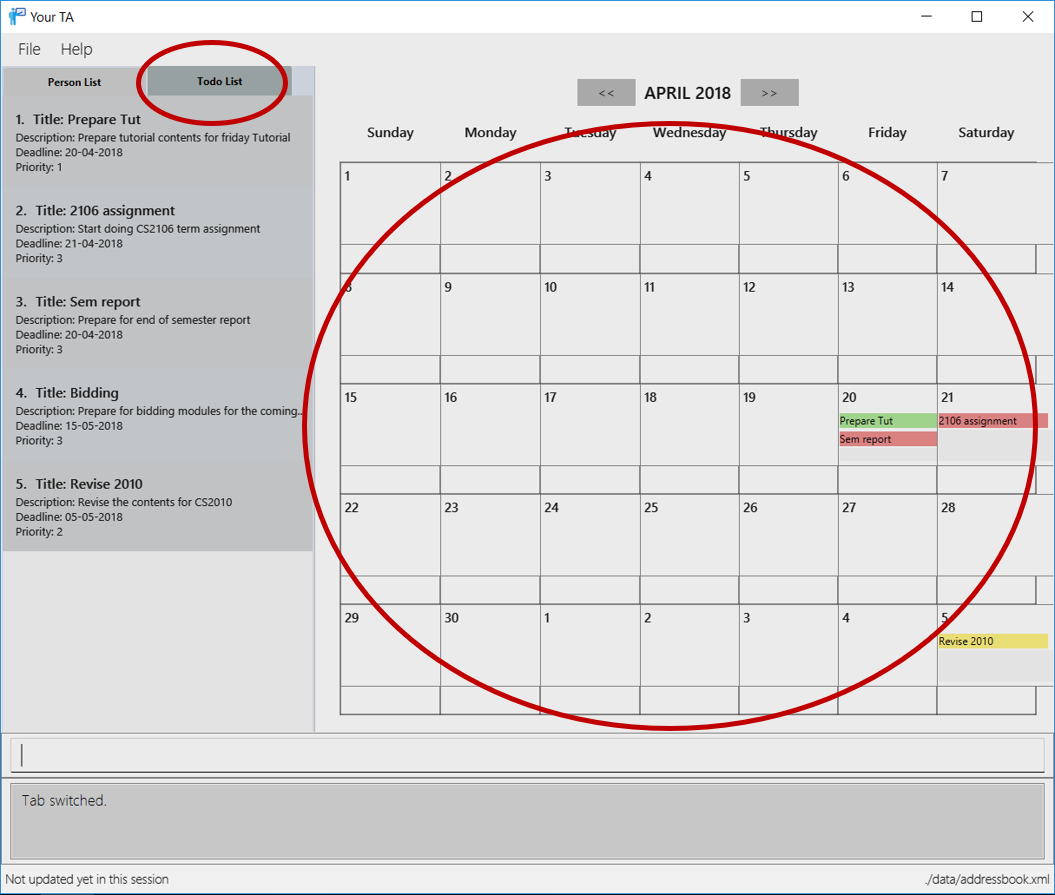 Your TA
File Help
Person List Todo List
1. Title: Prepare Tut
Description: Prepare tutorial contents for friday Tutorial
Deadline: 20-04-2018
Priority: 1
2. Title: 2106 assignment
Description: Start doing CS2106 term assignment
Deadline: 21-04-2018
Priority: 3
3. Title: Sem report
Description: Prepare for end of semester report
Deadline: 20-04-2018
Priority: 3
4. Title: Bidding
Description: Prepare for bidding modules for the coming...
Deadline: 15-05-2018
Priority: 3
5. Title: Revise 2010
Description: Revise the contents for CS2010
Deadline: 05-05-2018
Priority: 2
<< APRIL 2018 >>
Sunday Monday Tuesday Wednesday Thursday Friday Saturday
1 2 3 4 5 6 7
8 9 10 11 12 13 14
15 16 17 18 19 20 21
Prepare Tut 2106 assignment
Sem report
22 23 24 25 26 27 28
29 30 1 2 3 4 5
Revise 2010
Tab switched.
Not updated yet in this session ./data/addressbook.xml